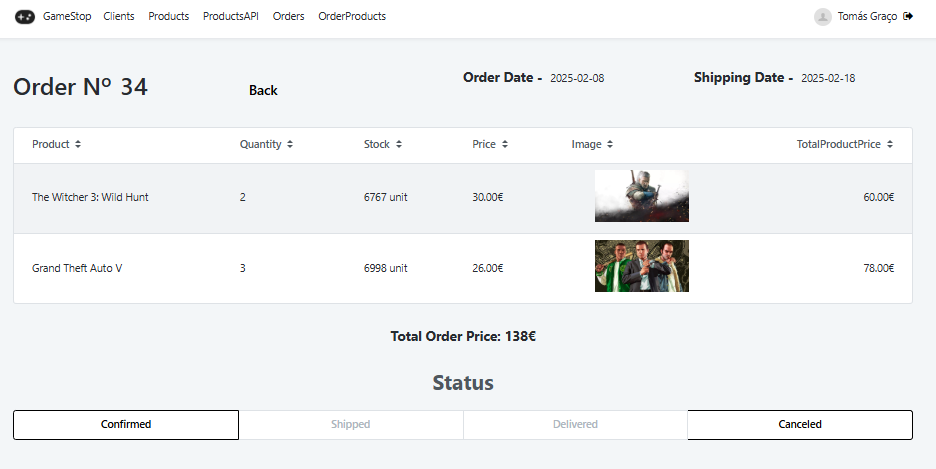 GameStop Clients Products ProductsAPI Orders OrderProducts Tomás Graço
Order Nº 34 Back Order Date - 2025-02-08 Shipping Date - 2025-02-18
Product Quantity Stock Price Image TotalProductPrice
The Witcher 3: Wild Hunt 2 6767 unit 30.00€ 60.00€
Grand Theft Auto V 3 6998 unit 26.00€ 78.00€
Total Order Price: 138€
Status
Confirmed Shipped Delivered Canceled